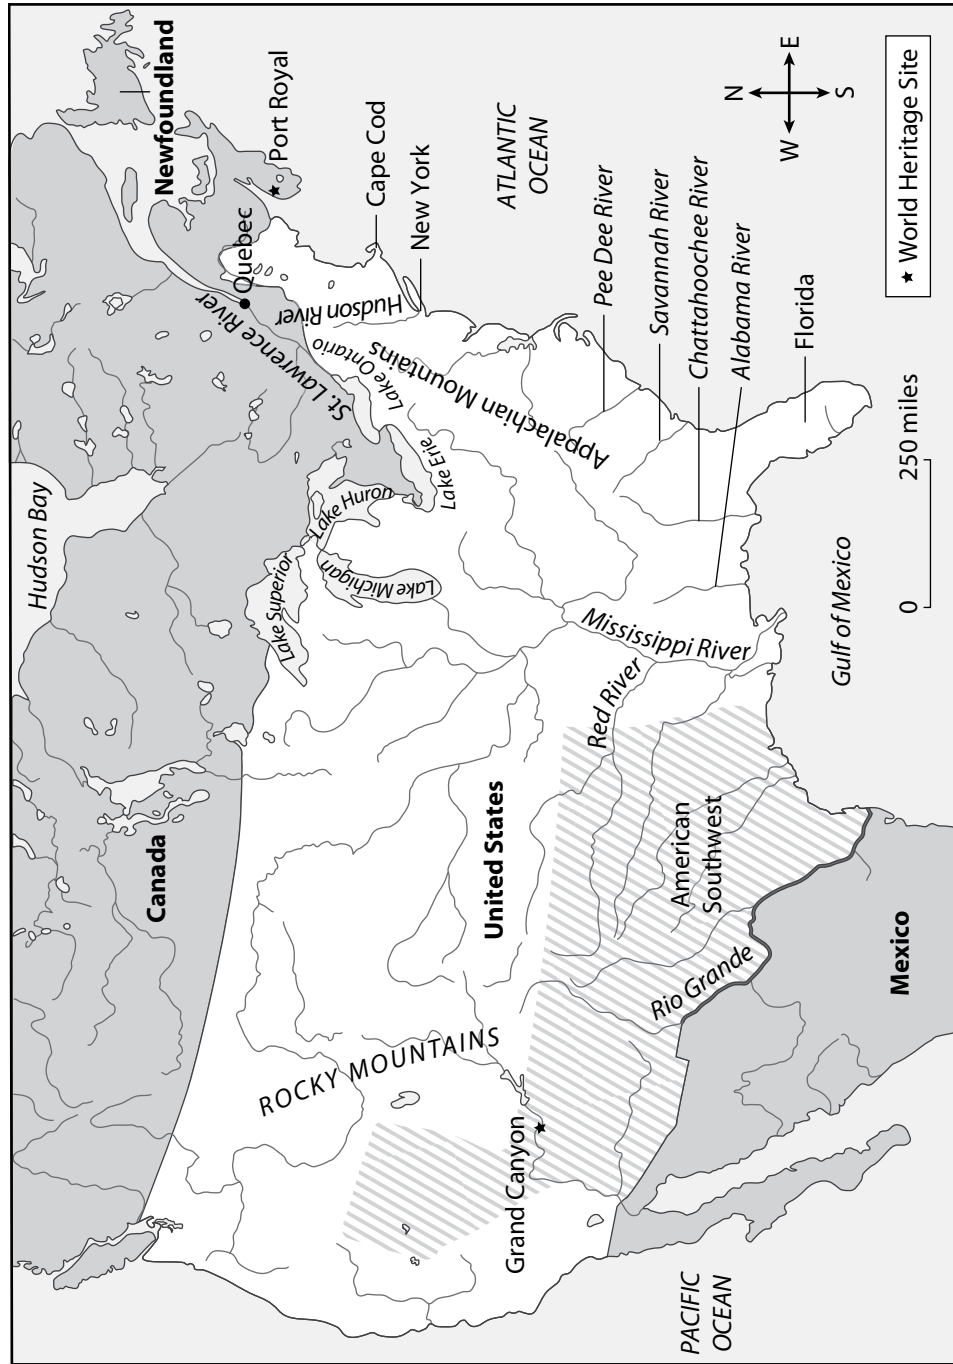 Hudson Bay
Canada
Newfoundland
St. Lawrence River
Quebec
Port Royal
Lake Superior
Lake Huron
Lake Michigan
Lake Ontario
Lake Erie
Hudson River
Cape Cod
New York
ROCKY MOUNTAINS
United States
Appalachian Mountains
ATLANTIC
OCEAN
Grand Canyon
Red River
Mississippi River
Pee Dee River
Savannah River
Chattahoochee River
Alabama River
American
Southwest
Rio Grande
Florida
PACIFIC
OCEAN
Mexico
Gulf of Mexico
0 250 miles
N
W E
S
★ World Heritage Site